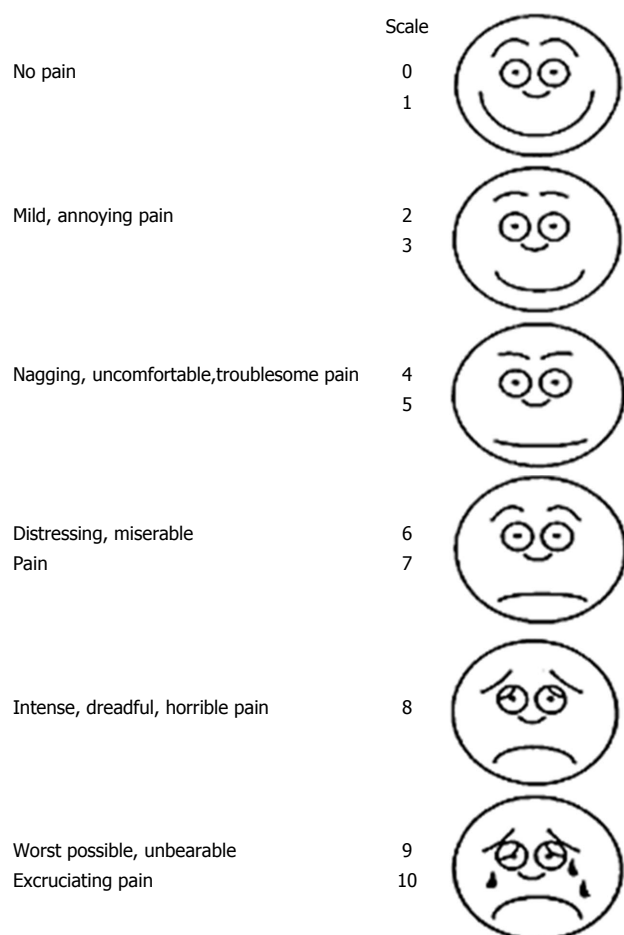 Scale
No pain 0
1
Mild, annoying pain 2
3
Nagging, uncomfortable,troublesome pain 4
5
Distressing, miserable 6
Pain 7
Intense, dreadful, horrible pain 8
Worst possible, unbearable 9
Excruciating pain 10